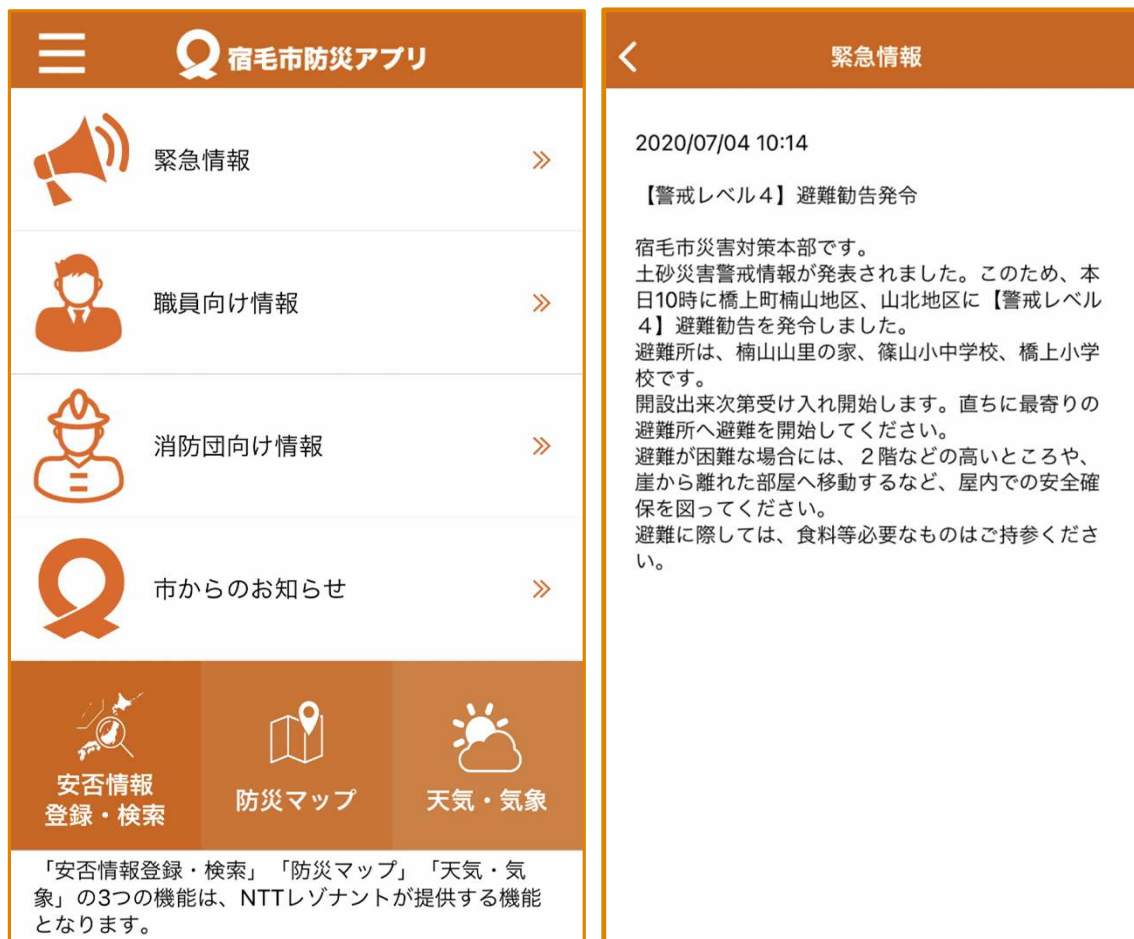 宿毛市防災アプリ
緊急情報
職員向け情報
消防団向け情報
市からのお知らせ
安否情報
登録・検索
防災マップ
天気・気象
「安否情報登録・検索」「防災マップ」「天気・気
象」の3つの機能は、NTTレゾナントが提供する機能
となります。
緊急情報
2020/07/04 10:14
【警戒レベル４】避難勧告発令
宿毛市災害対策本部です。
土砂災害警戒情報が発表されました。このため、本
日10時に橋上町楠山地区、山北地区に【警戒レベル
４】避難勧告を発令しました。
避難所は、楠山山里の家、篠山小中学校、橋上小学
校です。
開設出来次第受け入れ開始します。直ちに最寄りの
避難所へ避難を開始してください。
避難が困難な場合には、２階などの高いところや、
崖から離れた部屋へ移動するなど、屋内での安全確
保を図ってください。
避難に際しては、食料等必要なものはご持参くださ
い。